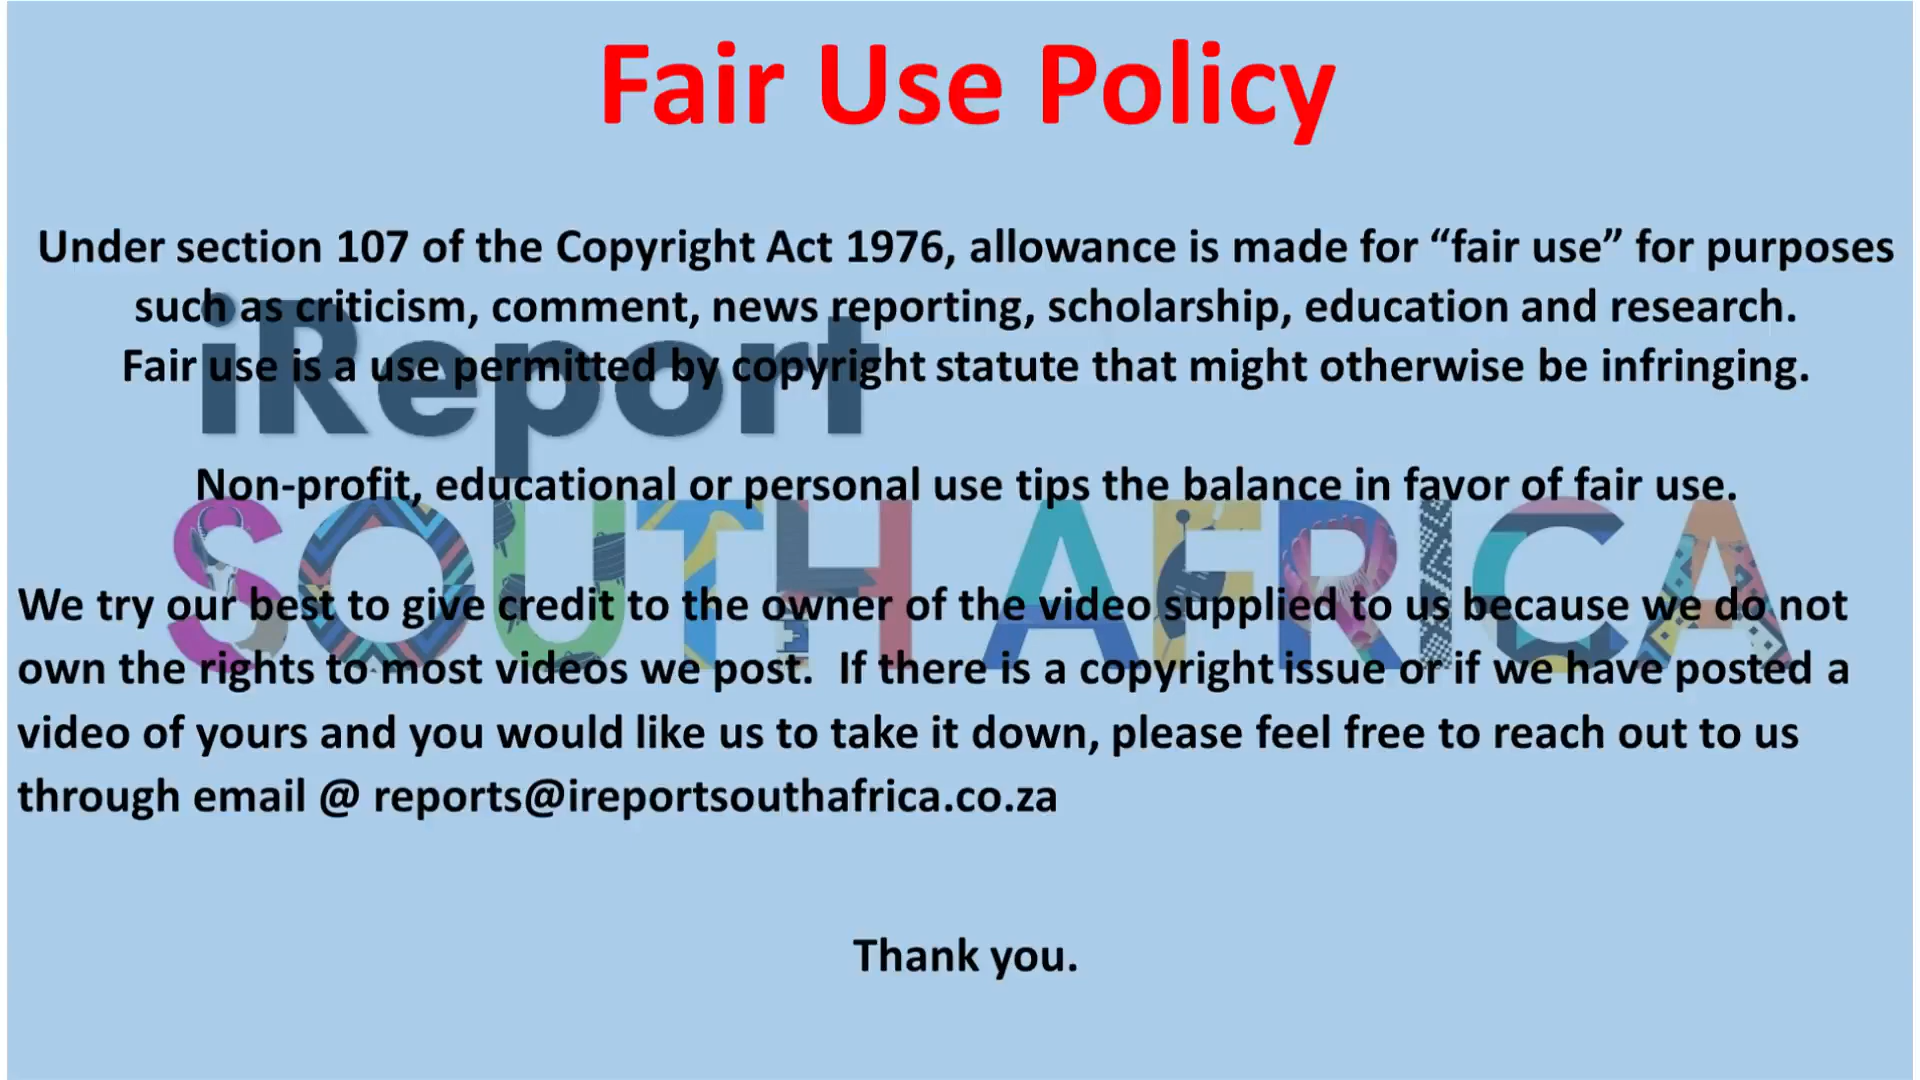 Fair Use Policy
Under section 107 of the Copyright Act 1976, allowance is made for “fair use” for purposes
such as criticism, comment, news reporting, scholarship, education and research.
Fair use is a use permitted by copyright statute that might otherwise be infringing.
iReport
Non-profit, educational or personal use tips the balance in favor of fair use.
SOUTH AFRICA
We try our best to give credit to the owner of the video supplied to us because we do not
own the rights to most videos we post.  If there is a copyright issue or if we have posted a
video of yours and you would like us to take it down, please feel free to reach out to us
through email @ reports@ireportsouthafrica.co.za
Thank you.